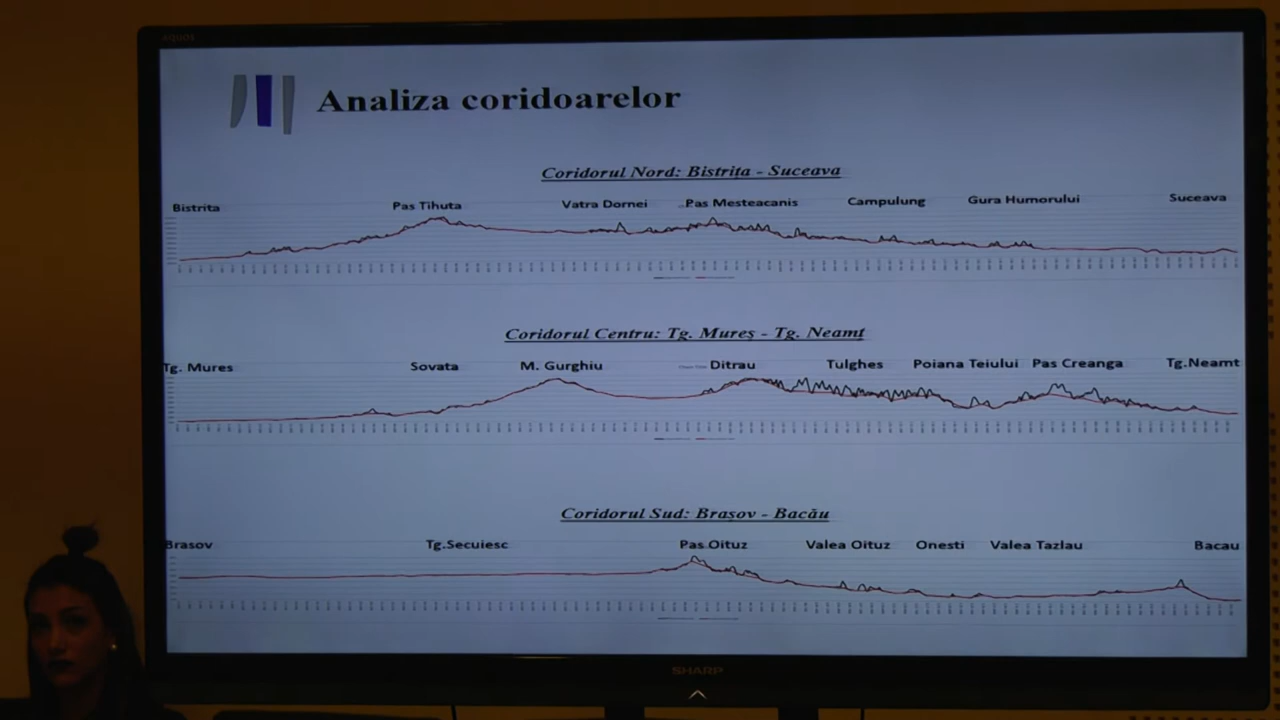 AQUOS
Analiza coridoarelor
Coridorul Nord: Bistrița - Suceava
Bistrita Pas Tihuta Vatra Dornei Pas Mesteacanis Campulung Gura Humorului Suceava
Coridorul Centru: Tg. Mureș - Tg. Neamț
Tg. Mures Sovata M. Gurghiu Ditrau Tulghes Poiana Teiului Pas Creanga Tg.Neamt
Coridorul Sud: Brașov - Bacău
Brasov Tg.Secuiesc Pas Oituz Valea Oituz Onesti Valea Tazlau Bacau
SHARP